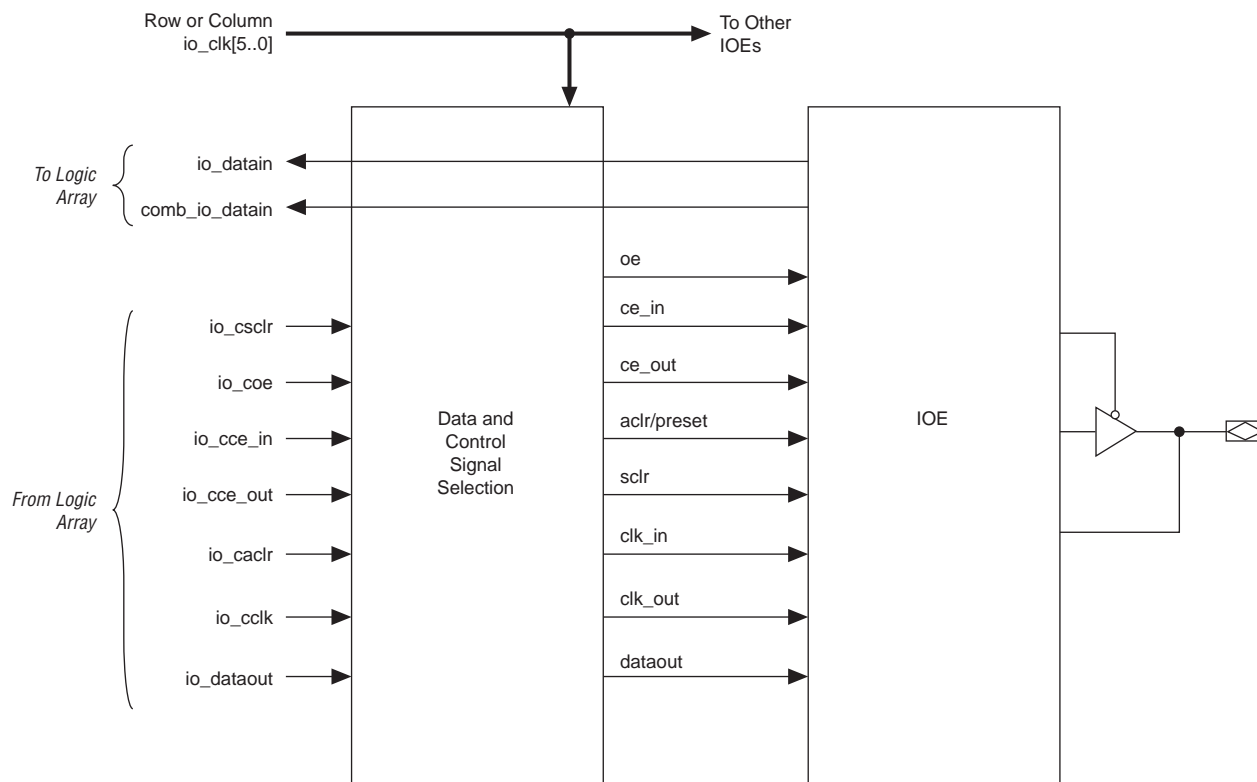 Row or Column
io_clk[5..0]
To Other
IOEs
To Logic
Array
io_datain
comb_io_datain
oe
ce_in
ce_out
aclr/preset
sclr
clk_in
clk_out
dataout
From Logic
Array
io_csclr
io_coe
io_cce_in
io_cce_out
io_caclr
io_cclk
io_dataout
Data and
Control
Signal
Selection
IOE